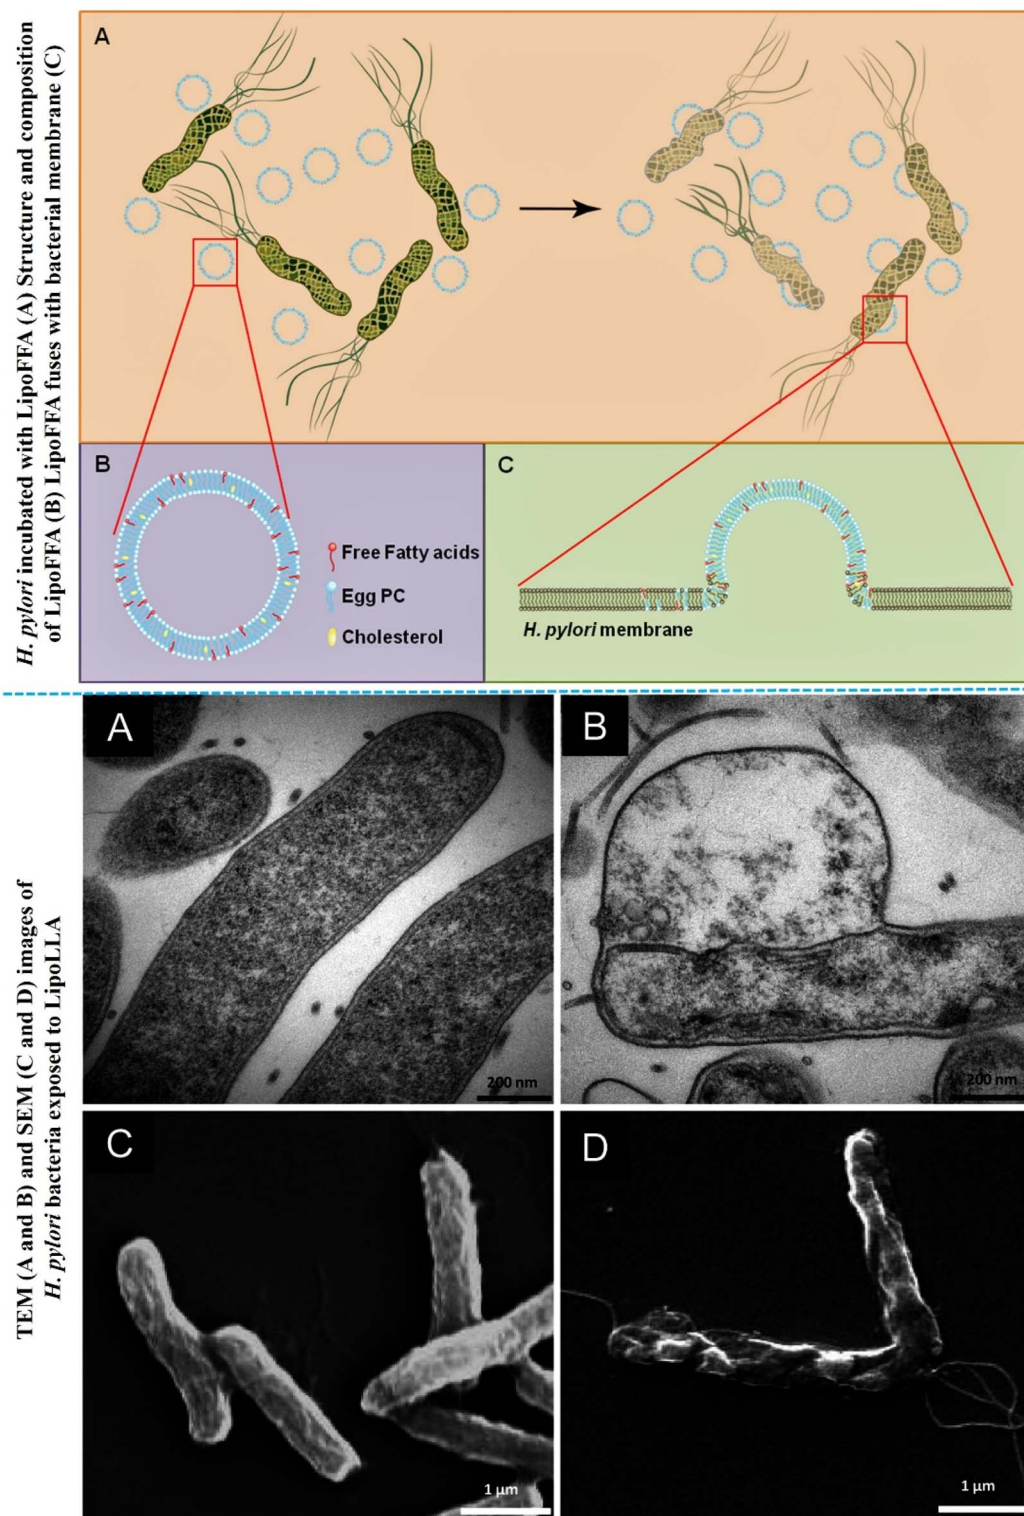 H. pylori incubated with LipoFFA (A) Structure and composition
of LipoFFA (B) LipoFFA fuses with bacterial membrane (C)
A
B
Free Fatty acids
Egg PC
Cholesterol
C
H. pylori membrane
TEM (A and B) and SEM (C and D) images of
H. pylori bacteria exposed to LipoLLA
A
200 nm
B
200 nm
C
1 μm
D
1 μm